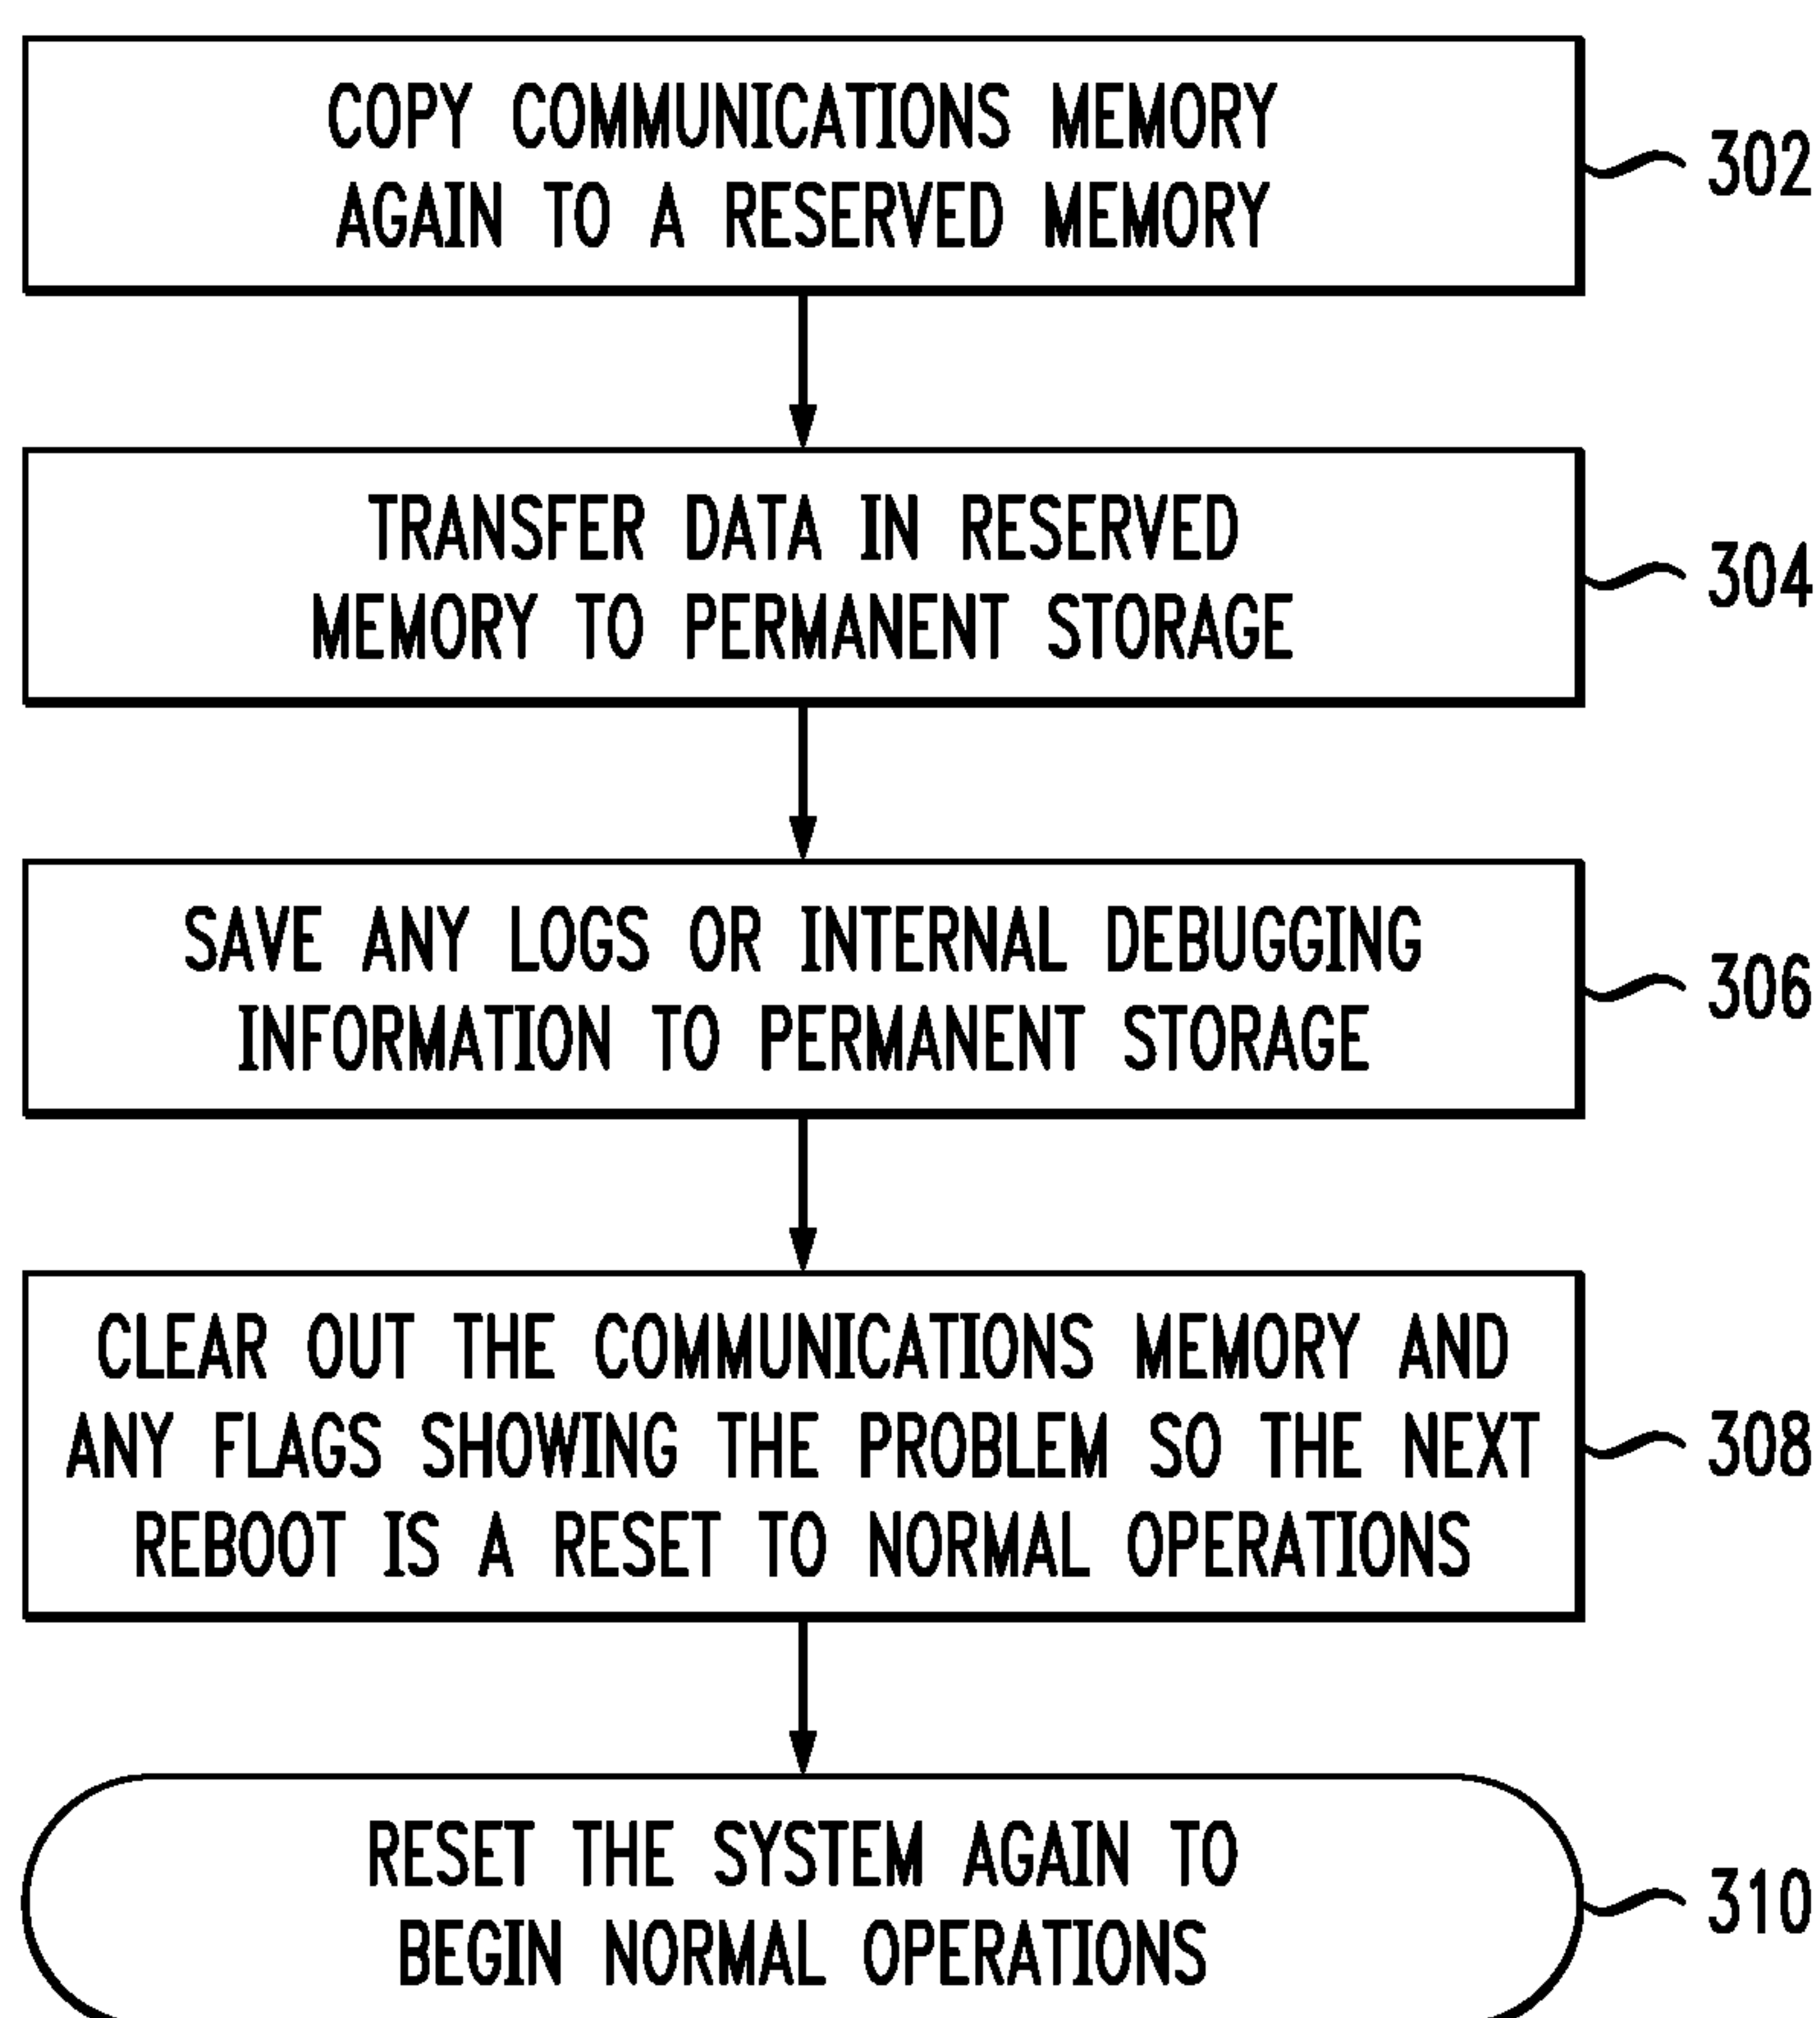 COPY COMMUNICATIONS MEMORY
AGAIN TO A RESERVED MEMORY
302
TRANSFER DATA IN RESERVED
MEMORY TO PERMANENT STORAGE
304
SAVE ANY LOGS OR INTERNAL DEBUGGING
INFORMATION TO PERMANENT STORAGE
306
CLEAR OUT THE COMMUNICATIONS MEMORY AND
ANY FLAGS SHOWING THE PROBLEM SO THE NEXT
REBOOT IS A RESET TO NORMAL OPERATIONS
308
RESET THE SYSTEM AGAIN TO
BEGIN NORMAL OPERATIONS
310